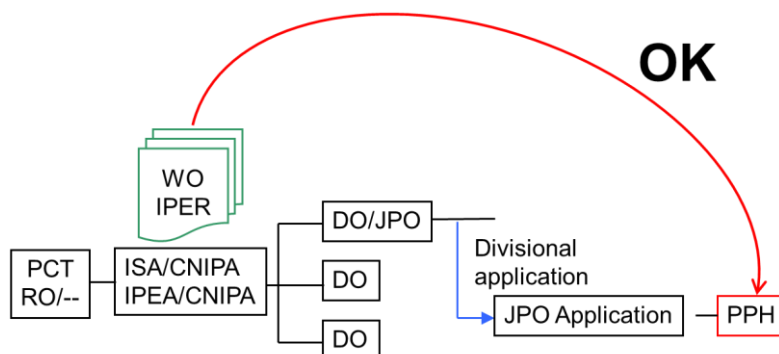 OK
WO
IPER
DO/JPO
Divisional
application
PCT
RO/--
ISA/CNIPA
IPEA/CNIPA
DO
JPO Application
PPH
DO